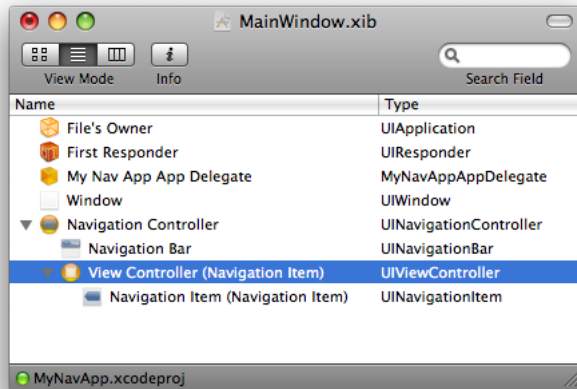 MainWindow.xib
View Mode Info Search Field
Name Type
File's Owner UIApplication
First Responder UIResponder
My Nav App App Delegate MyNavAppAppDelegate
Window UIWindow
Navigation Controller UINavigationController
Navigation Bar UINavigationBar
View Controller (Navigation Item) UIViewController
Navigation Item (Navigation Item) UINavigationItem
MyNavApp.xcodeproj